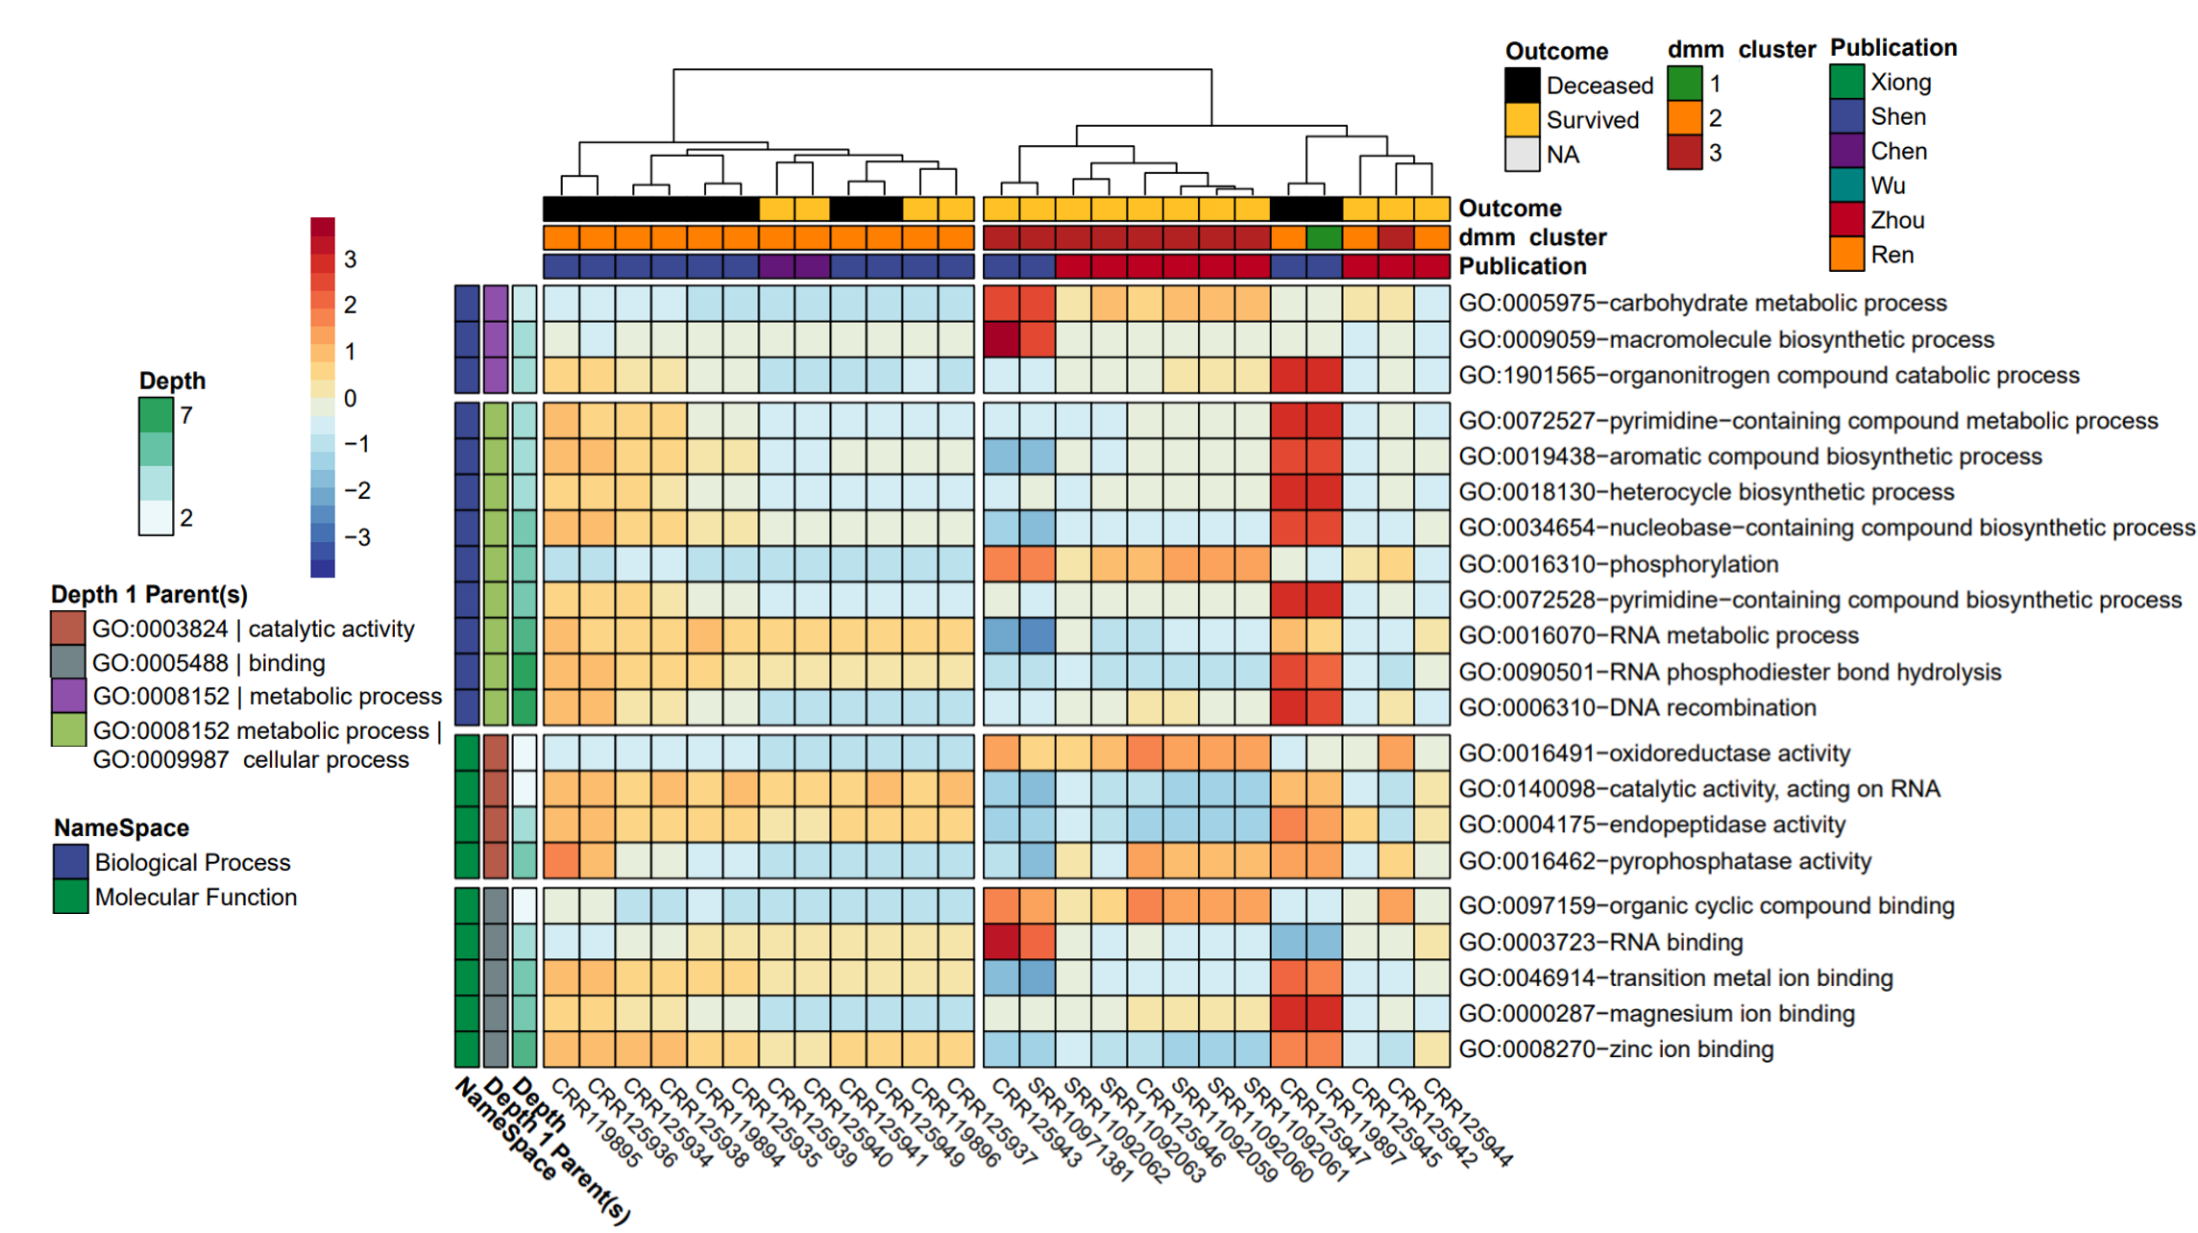 Outcome
Deceased
Survived
NA
dmm cluster
1
2
3
Publication
Xiong
Shen
Chen
Wu
Zhou
Ren
Outcome
dmm cluster
Publication
3
2
1
0
−1
−2
−3
Depth
7
2
Depth 1 Parent(s)
GO:0003824 | catalytic activity
GO:0005488 | binding
GO:0008152 | metabolic process
GO:0008152 metabolic process |
GO:0009987 cellular process
NameSpace
Biological Process
Molecular Function
GO:0005975−carbohydrate metabolic process
GO:0009059−macromolecule biosynthetic process
GO:1901565−organonitrogen compound catabolic process
GO:0072527−pyrimidine−containing compound metabolic process
GO:0019438−aromatic compound biosynthetic process
GO:0018130−heterocycle biosynthetic process
GO:0034654−nucleobase−containing compound biosynthetic process
GO:0016310−phosphorylation
GO:0072528−pyrimidine−containing compound biosynthetic process
GO:0016070−RNA metabolic process
GO:0090501−RNA phosphodiester bond hydrolysis
GO:0006310−DNA recombination
GO:0016491−oxidoreductase activity
GO:0140098−catalytic activity, acting on RNA
GO:0004175−endopeptidase activity
GO:0016462−pyrophosphatase activity
GO:0097159−organic cyclic compound binding
GO:0003723−RNA binding
GO:0046914−transition metal ion binding
GO:0000287−magnesium ion binding
GO:0008270−zinc ion binding
NameSpace
Depth 1 Parent(s)
Depth
CRR119895
CRR125936
CRR125934
CRR125938
CRR119894
CRR125935
CRR125939
CRR125940
CRR125941
CRR125949
CRR119896
CRR125937
CRR125943
SRR10971381
SRR11092062
SRR11092063
CRR125946
SRR11092059
SRR11092060
SRR11092061
CRR125947
CRR119897
CRR125945
CRR125942
CRR125944